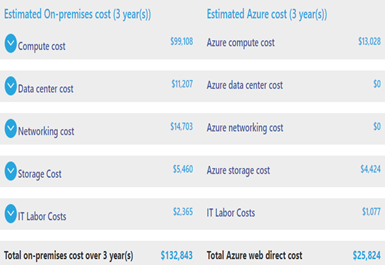 Estimated On-premises cost (3 year(s))
Estimated Azure cost (3 year(s))
Compute cost $99,108
Azure compute cost $13,028
Data center cost $11,207
Azure data center cost $0
Networking cost $14,703
Azure networking cost $0
Storage Cost $5,460
Azure storage cost $4,424
IT Labor Costs $2,365
IT Labor Costs $1,077
Total on-premises cost over 3 year(s) $132,843
Total Azure web direct cost $25,824